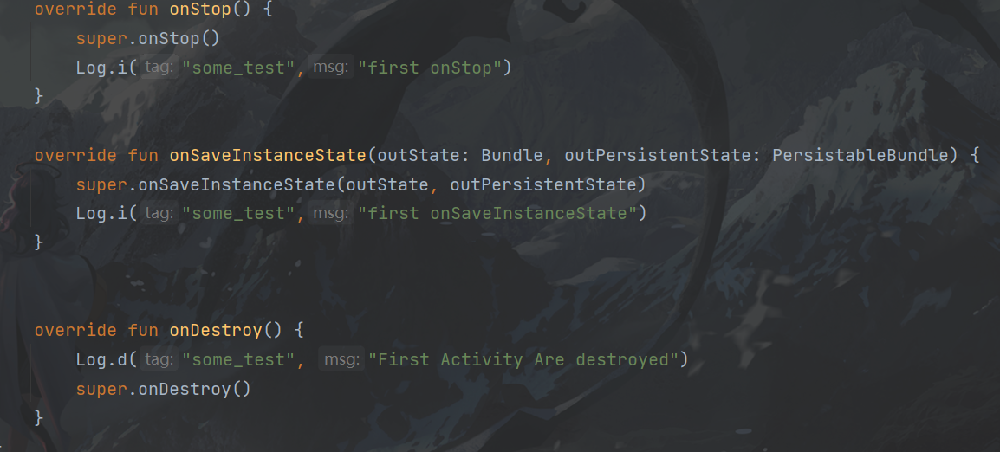 override fun onStop() {
super.onStop()
Log.i( tag: "some_test", msg: "first onStop")
}
override fun onSaveInstanceState(outState: Bundle, outPersistentState: PersistableBundle) {
super.onSaveInstanceState(outState, outPersistentState)
Log.i( tag: "some_test", msg: "first onSaveInstanceState")
}
override fun onDestroy() {
Log.d( tag: "some_test", msg: "First Activity Are destroyed")
super.onDestroy()
}